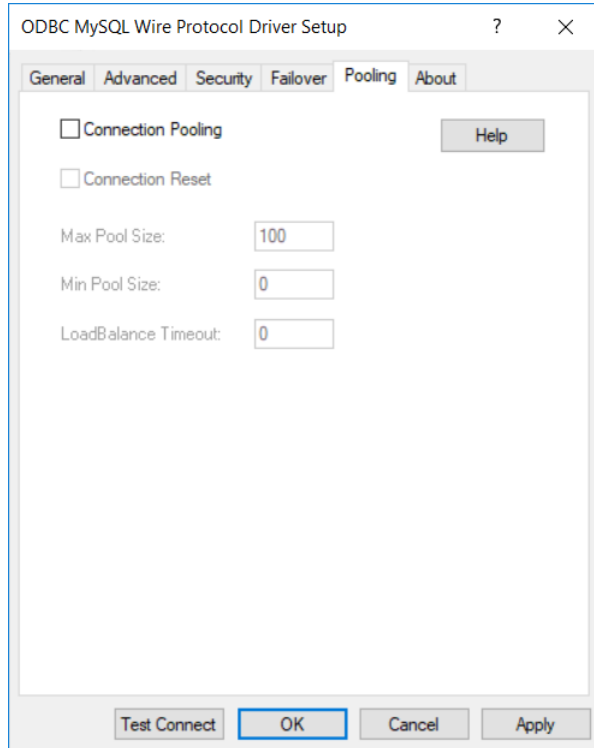 ODBC MySQL Wire Protocol Driver Setup ?
General Advanced Security Failover Pooling About
Connection Pooling Help
Connection Reset
Max Pool Size: 100
Min Pool Size: 0
LoadBalance Timeout: 0
Test Connect OK Cancel Apply